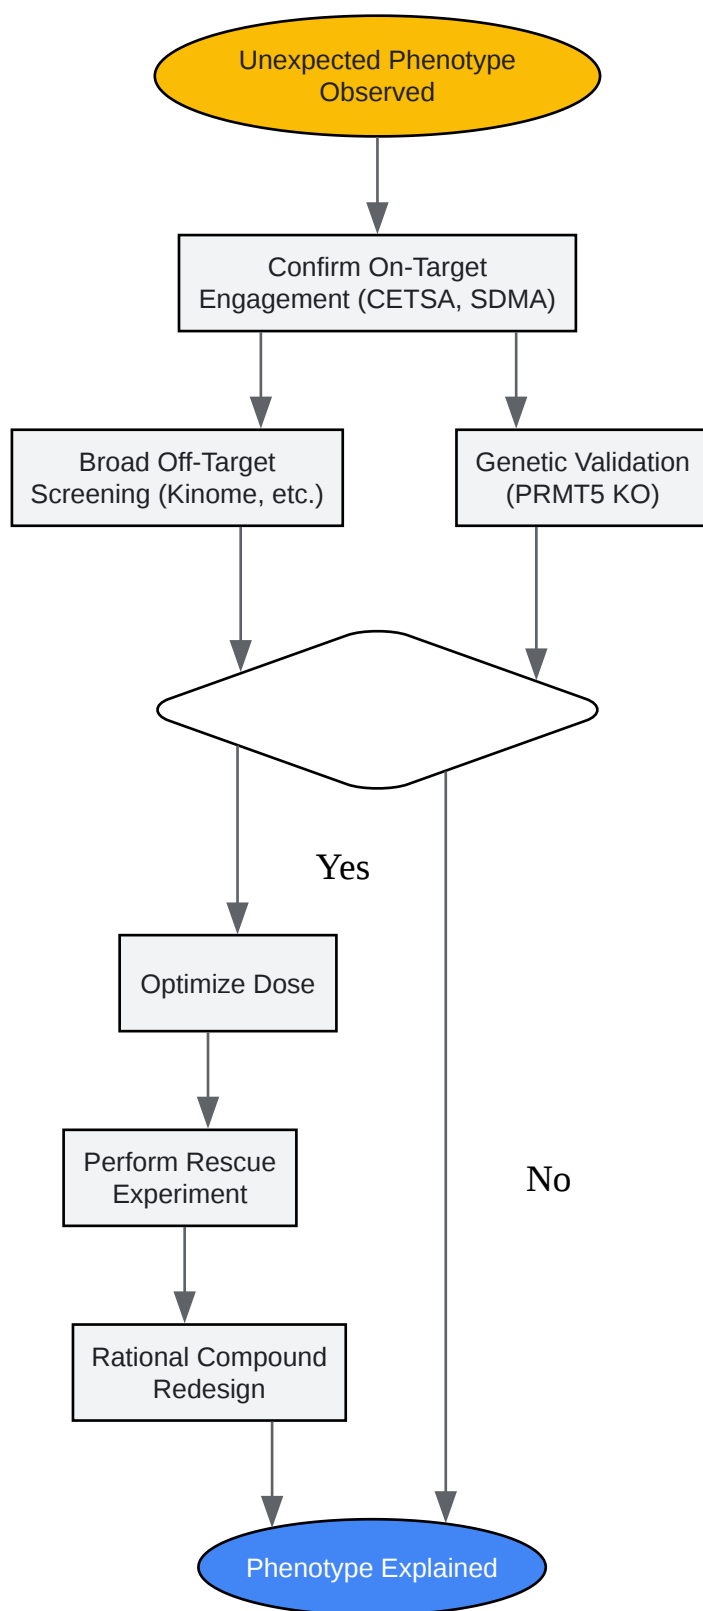 Unexpected Phenotype
Observed
Confirm On-Target
Engagement (CETSA, SDMA)
Broad Off-Target
Screening (Kinome, etc.)
Genetic Validation
(PRMT5 KO)
Yes
Optimize Dose
Perform Rescue
Experiment
No
Rational Compound
Redesign
Phenotype Explained